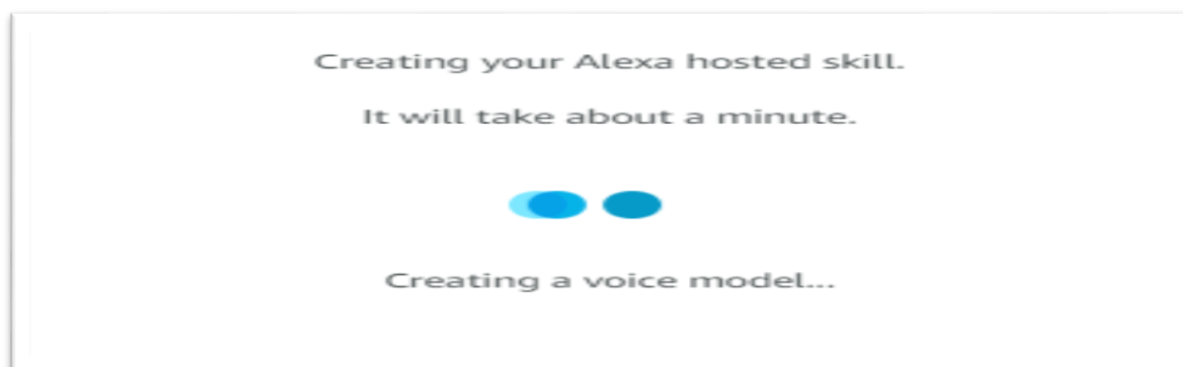 Creating your Alexa hosted skill.
It will take about a minute.
Creating a voice model...